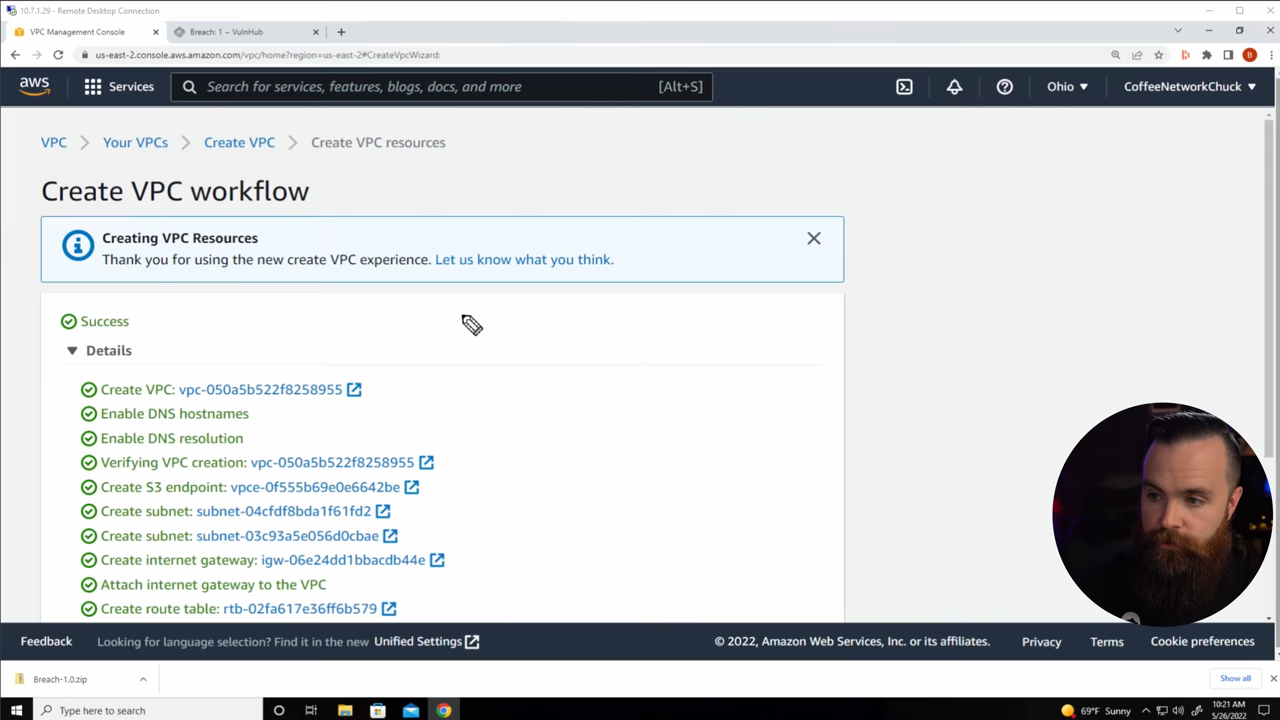 10.7.1.29 - Remote Desktop Connection
VPC Management Console
Breach: 1 ~ VulnHub
us-east-2.console.aws.amazon.com/vpc/home?region=us-east-2#CreateVpcWizard:
aws
Services
Search for services, features, blogs, docs, and more
[Alt+S]
Ohio
CoffeeNetworkChuck
VPC
Your VPCs
Create VPC
Create VPC resources
Create VPC workflow
Creating VPC Resources
Thank you for using the new create VPC experience. Let us know what you think.
Success
Details
Create VPC: vpc-050a5b522f8258955
Enable DNS hostnames
Enable DNS resolution
Verifying VPC creation: vpc-050a5b522f8258955
Create S3 endpoint: vpce-0f555b69e0e6642be
Create subnet: subnet-04cfdf8bda1f61fd2
Create subnet: subnet-03c93a5e056d0cbae
Create internet gateway: igw-06e24dd1bbacdb44e
Attach internet gateway to the VPC
Create route table: rtb-02fa617e36ff6b579
Feedback
Looking for language selection? Find it in the new Unified Settings
© 2022, Amazon Web Services, Inc. or its affiliates.
Privacy
Terms
Cookie preferences
Breach-1.0.zip
Show all
Type here to search
69°F Sunny
10:21 AM
5/26/2022